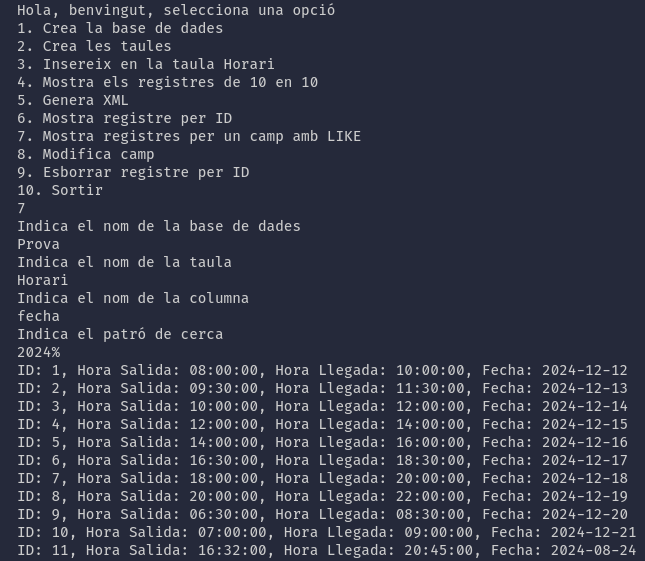 Hola, benvingut, selecciona una opció
1. Crea la base de dades
2. Crea les taules
3. Insereix en la taula Horari
4. Mostra els registres de 10 en 10
5. Genera XML
6. Mostra registre per ID
7. Mostra registres per un camp amb LIKE
8. Modifica camp
9. Esborrar registre per ID
10. Sortir
7
Indica el nom de la base de dades
Prova
Indica el nom de la taula
Horari
Indica el nom de la columna
fecha
Indica el patró de cerca
2024%
ID: 1, Hora Salida: 08:00:00, Hora Llegada: 10:00:00, Fecha: 2024-12-12
ID: 2, Hora Salida: 09:30:00, Hora Llegada: 11:30:00, Fecha: 2024-12-13
ID: 3, Hora Salida: 10:00:00, Hora Llegada: 12:00:00, Fecha: 2024-12-14
ID: 4, Hora Salida: 12:00:00, Hora Llegada: 14:00:00, Fecha: 2024-12-15
ID: 5, Hora Salida: 14:00:00, Hora Llegada: 16:00:00, Fecha: 2024-12-16
ID: 6, Hora Salida: 16:30:00, Hora Llegada: 18:30:00, Fecha: 2024-12-17
ID: 7, Hora Salida: 18:00:00, Hora Llegada: 20:00:00, Fecha: 2024-12-18
ID: 8, Hora Salida: 20:00:00, Hora Llegada: 22:00:00, Fecha: 2024-12-19
ID: 9, Hora Salida: 06:30:00, Hora Llegada: 08:30:00, Fecha: 2024-12-20
ID: 10, Hora Salida: 07:00:00, Hora Llegada: 09:00:00, Fecha: 2024-12-21
ID: 11, Hora Salida: 16:32:00, Hora Llegada: 20:45:00, Fecha: 2024-08-24